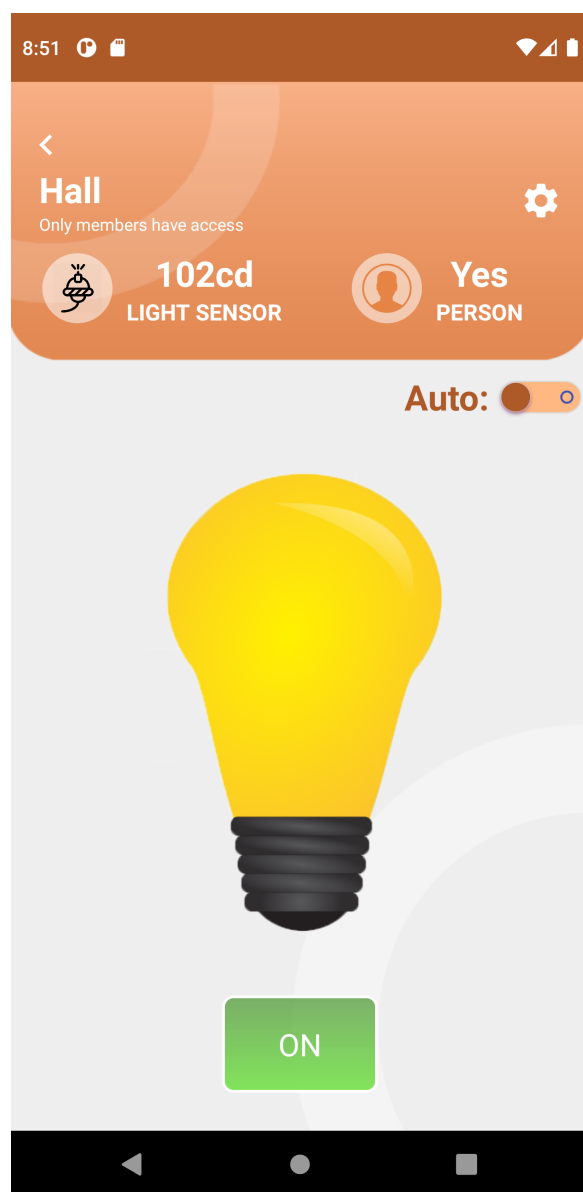 8:51
Hall
Only members have access
102cd
LIGHT SENSOR
Yes
PERSON
Auto:
ON